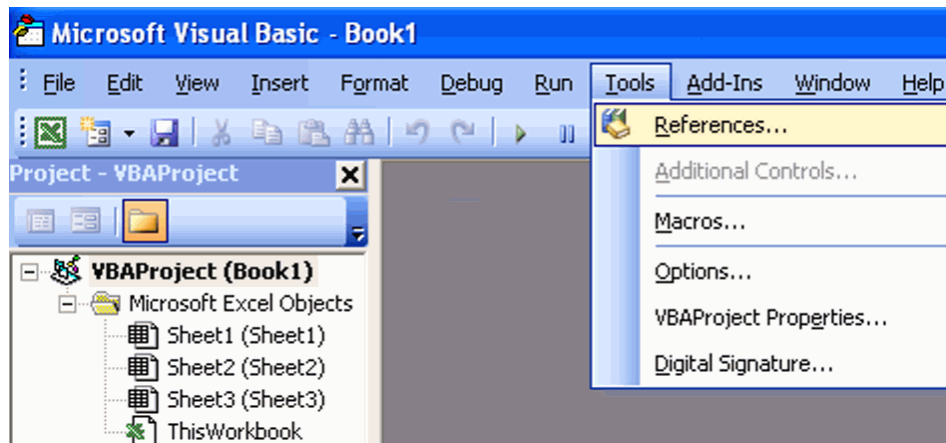 Microsoft Visual Basic - Book1
File Edit View Insert Format Debug Run Tools Add-Ins Window Help
References...
Additional Controls...
Macros...
Options...
VBAProject Properties...
Digital Signature...
Project - VBAProject
VBAProject (Book1)
Microsoft Excel Objects
Sheet1 (Sheet1)
Sheet2 (Sheet2)
Sheet3 (Sheet3)
ThisWorkbook